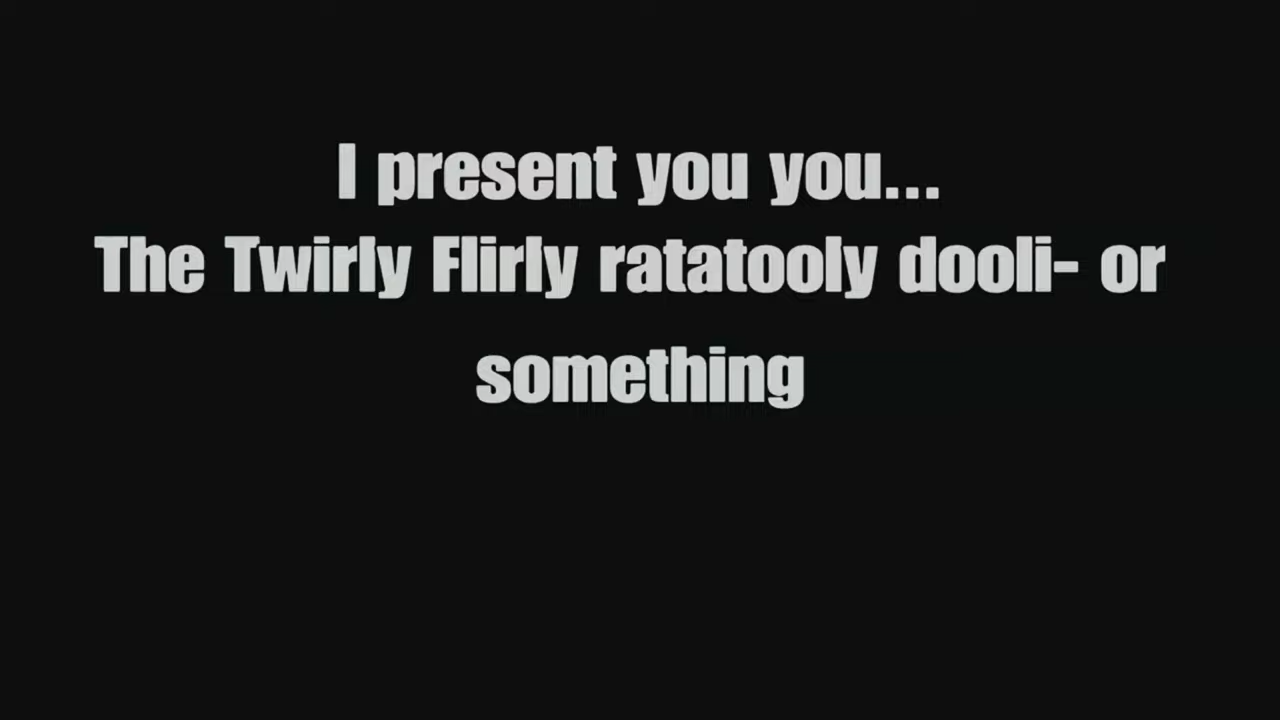 I present you you...
The Twirly Flirly ratatooly dooli- or
something